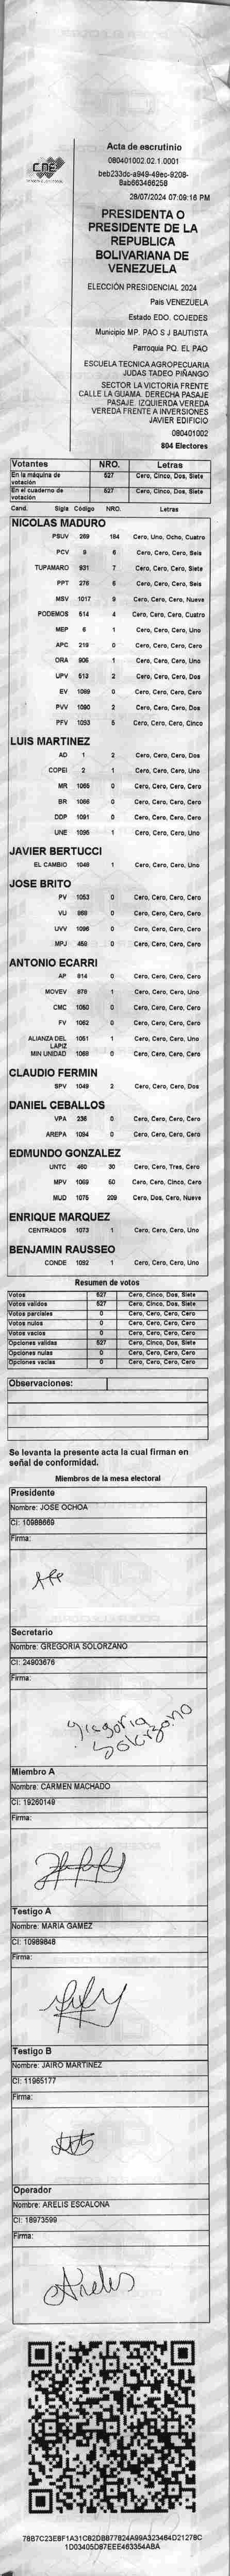 CNE
Acta de escrutinio
080401002.02.1.0001
beb233dc-a949-49ec-9208-
8ab663466258
28/07/2024 07:09:16 PM
PRESIDENTA O
PRESIDENTE DE LA
REPUBLICA
BOLIVARIANA DE
VENEZUELA
ELECCIÓN PRESIDENCIAL 2024
País VENEZUELA
Estado EDO. COJEDES
Municipio MP. PAO S J BAUTISTA
Parroquia PQ. EL PAO
ESCUELA TECNICA AGROPECUARIA
JUDAS TADEO PIÑANGO
SECTOR LA VICTORIA FRENTE
CALLE LA GUAMA. DERECHA PASAJE
PASAJE. IZQUIERDA VEREDA
VEREDA FRENTE A INVERSIONES
JAVIER EDIFICIO
080401002
804 Electores
Votantes NRO. Letras
En la máquina de votación 527 Cero, Cinco, Dos, Siete
En el cuaderno de votación 527 Cero, Cinco, Dos, Siete
Cand. Sigla Código NRO. Letras
NICOLAS MADURO
PSUV 269 184 Cero, Uno, Ocho, Cuatro
PCV 9 6 Cero, Cero, Cero, Seis
TUPAMARO 931 7 Cero, Cero, Cero, Siete
PPT 276 6 Cero, Cero, Cero, Seis
MSV 1017 9 Cero, Cero, Cero, Nueve
PODEMOS 514 4 Cero, Cero, Cero, Cuatro
MEP 6 1 Cero, Cero, Cero, Uno
APC 219 0 Cero, Cero, Cero, Cero
ORA 906 1 Cero, Cero, Cero, Uno
UPV 513 2 Cero, Cero, Cero, Dos
EV 1089 0 Cero, Cero, Cero, Cero
PVV 1090 2 Cero, Cero, Cero, Dos
PFV 1093 5 Cero, Cero, Cero, Cinco
LUIS MARTINEZ
AD 1 2 Cero, Cero, Cero, Dos
COPEI 2 1 Cero, Cero, Cero, Uno
MR 1065 0 Cero, Cero, Cero, Cero
BR 1066 0 Cero, Cero, Cero, Cero
DDP 1091 0 Cero, Cero, Cero, Cero
UNE 1095 1 Cero, Cero, Cero, Uno
JAVIER BERTUCCI
EL CAMBIO 1048 1 Cero, Cero, Cero, Uno
JOSE BRITO
PV 1053 0 Cero, Cero, Cero, Cero
VU 868 0 Cero, Cero, Cero, Cero
UVV 1096 0 Cero, Cero, Cero, Cero
MPJ 458 0 Cero, Cero, Cero, Cero
ANTONIO ECARRI
AP 814 0 Cero, Cero, Cero, Cero
MOVEV 976 1 Cero, Cero, Cero, Uno
CMC 1050 0 Cero, Cero, Cero, Cero
FV 1062 0 Cero, Cero, Cero, Cero
ALIANZA DEL LAPIZ 1051 1 Cero, Cero, Cero, Uno
MIN UNIDAD 1068 0 Cero, Cero, Cero, Cero
CLAUDIO FERMIN
SPV 1049 2 Cero, Cero, Cero, Dos
DANIEL CEBALLOS
VPA 236 0 Cero, Cero, Cero, Cero
AREPA 1094 0 Cero, Cero, Cero, Cero
EDMUNDO GONZALEZ
UNTC 460 30 Cero, Cero, Tres, Cero
MPV 1069 50 Cero, Cero, Cinco, Cero
MUD 1075 209 Cero, Dos, Cero, Nueve
ENRIQUE MARQUEZ
CENTRADOS 1073 1 Cero, Cero, Cero, Uno
BENJAMIN RAUSSEO
CONDE 1092 1 Cero, Cero, Cero, Uno
Resumen de votos
Votos 527 Cero, Cinco, Dos, Siete
Votos validos 527 Cero, Cinco, Dos, Siete
Votos parciales 0 Cero, Cero, Cero, Cero
Votos nulos 0 Cero, Cero, Cero, Cero
Votos vacios 0 Cero, Cero, Cero, Cero
Opciones validas 527 Cero, Cinco, Dos, Siete
Opciones nulas 0 Cero, Cero, Cero, Cero
Opciones vacias 0 Cero, Cero, Cero, Cero
Observaciones:
Se levanta la presente acta la cual firman en
señal de conformidad.
Miembros de la mesa electoral
Presidente
Nombre: JOSE OCHOA
CI: 10988669
Firma:
Secretario
Nombre: GREGORIA SOLORZANO
CI: 24903676
Firma:
Gregoria
Solorzano
Miembro A
Nombre: CARMEN MACHADO
CI: 19260149
Firma:
Testigo A
Nombre: MARIA GAMEZ
CI: 10989848
Firma:
Testigo B
Nombre: JAIRO MARTINEZ
CI: 11965177
Firma:
Operador
Nombre: ARELIS ESCALONA
CI: 18973599
Firma:
Arelis
78B7C23E8F1A31C82DB877824A99A323464D21278C
1D03405D87EEE463354ABA